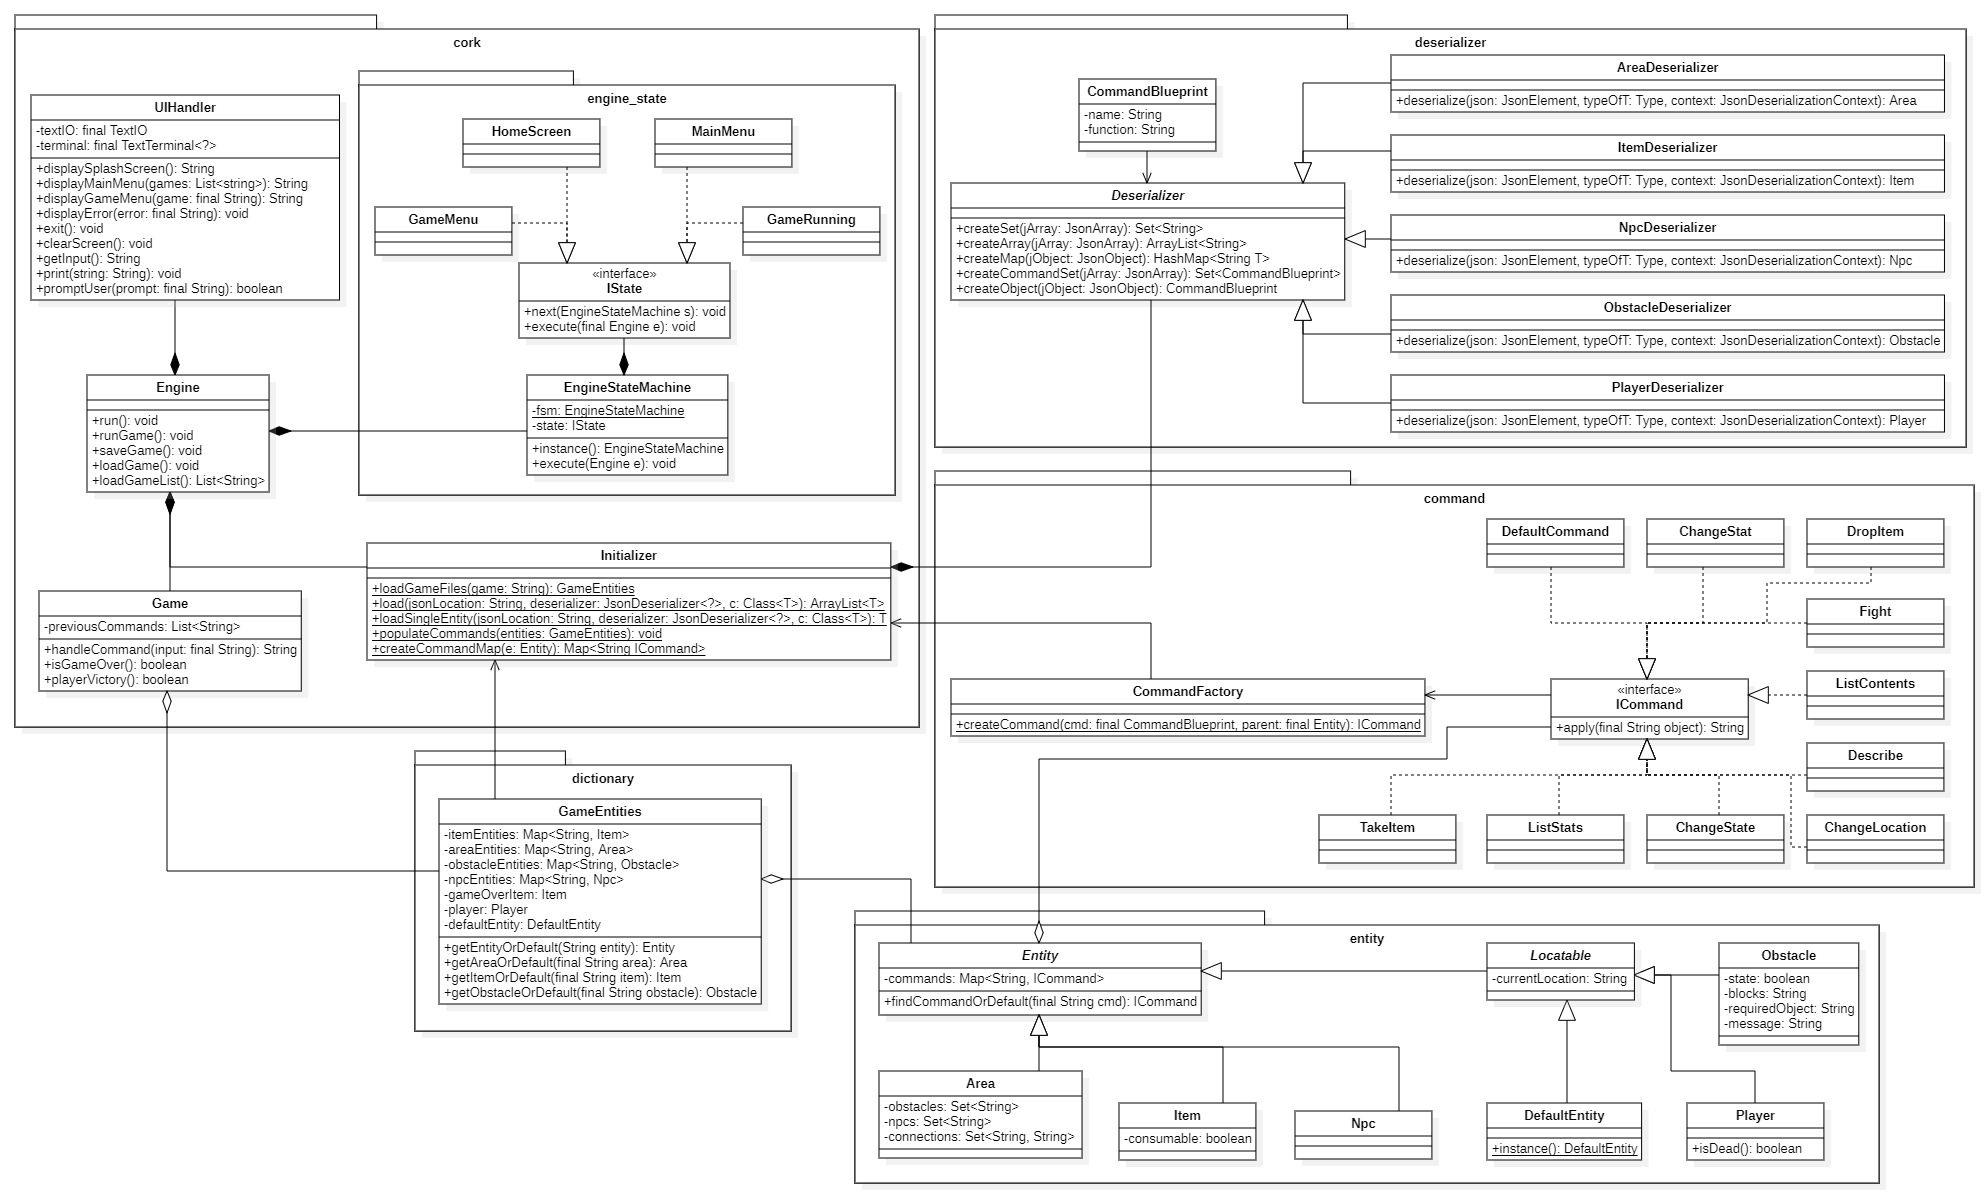 cork
UIHandler
-textIO: final TextIO
-terminal: final TextTerminal<?>
+displaySplashScreen(): String
+displayMainMenu(games: List<string>): String
+displayGameMenu(game: final String): String
+displayError(error: final String): void
+exit(): void
+clearScreen(): void
+getInput(): String
+print(string: String): void
+promptUser(prompt: final String): boolean
engine_state
HomeScreen
MainMenu
GameMenu
GameRunning
«interface»
IState
+next(EngineStateMachine s): void
+execute(final Engine e): void
EngineStateMachine
-fsm: EngineStateMachine
-state: IState
+instance(): EngineStateMachine
+execute(Engine e): void
Engine
+run(): void
+runGame(): void
+saveGame(): void
+loadGame(): void
+loadGameList(): List<String>
Initializer
+loadGameFiles(game: String): GameEntities
+load(jsonLocation: String, deserializer: JsonDeserializer<?>, c: Class<T>): ArrayList<T>
+loadSingleEntity(jsonLocation: String, deserializer: JsonDeserializer<?>, c: Class<T>): T
+populateCommands(entities: GameEntities): void
+createCommandMap(e: Entity): Map<String ICommand>
Game
-previousCommands: List<String>
+handleCommand(input: final String): String
+isGameOver(): boolean
+playerVictory(): boolean
deserializer
CommandBlueprint
-name: String
-function: String
Deserializer
+createSet(jArray: JsonArray): Set<String>
+createArray(jArray: JsonArray): ArrayList<String>
+createMap(jObject: JsonObject): HashMap<String T>
+createCommandSet(jArray: JsonArray): Set<CommandBlueprint>
+createObject(jObject: JsonObject): CommandBlueprint
AreaDeserializer
+deserialize(json: JsonElement, typeOfT: Type, context: JsonDeserializationContext): Area
ItemDeserializer
+deserialize(json: JsonElement, typeOfT: Type, context: JsonDeserializationContext): Item
NpcDeserializer
+deserialize(json: JsonElement, typeOfT: Type, context: JsonDeserializationContext): Npc
ObstacleDeserializer
+deserialize(json: JsonElement, typeOfT: Type, context: JsonDeserializationContext): Obstacle
PlayerDeserializer
+deserialize(json: JsonElement, typeOfT: Type, context: JsonDeserializationContext): Player
command
DefaultCommand
ChangeStat
DropItem
Fight
ListContents
«interface»
ICommand
+apply(final String object): String
CommandFactory
+createCommand(cmd: final CommandBlueprint, parent: final Entity): ICommand
Describe
TakeItem
ListStats
ChangeState
ChangeLocation
dictionary
GameEntities
-itemEntities: Map<String, Item>
-areaEntities: Map<String, Area>
-obstacleEntities: Map<String, Obstacle>
-npcEntities: Map<String, Npc>
-gameOverItem: Item
-player: Player
-defaultEntity: DefaultEntity
+getEntityOrDefault(String entity): Entity
+getAreaOrDefault(final String area): Area
+getItemOrDefault(final String item): Item
+getObstacleOrDefault(final String obstacle): Obstacle
entity
Entity
-commands: Map<String, ICommand>
+findCommandOrDefault(final String cmd): ICommand
Locatable
-currentLocation: String
Obstacle
-state: boolean
-blocks: String
-requiredObject: String
-message: String
Area
-obstacles: Set<String>
-npcs: Set<String>
-connections: Set<String, String>
Item
-consumable: boolean
Npc
DefaultEntity
+instance(): DefaultEntity
Player
+isDead(): boolean